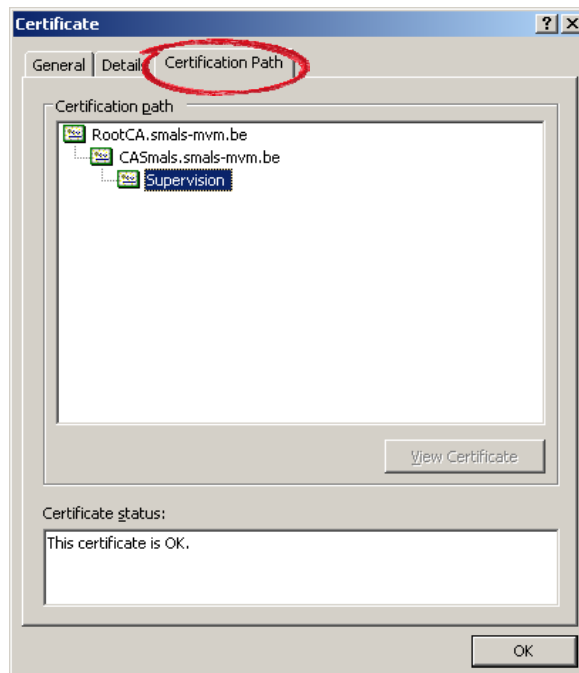 Certificate
General Details Certification Path
Certification path
RootCA.smals-mvm.be
CASmals.smals-mvm.be
Supervision
View Certificate
Certificate status:
This certificate is OK.
OK